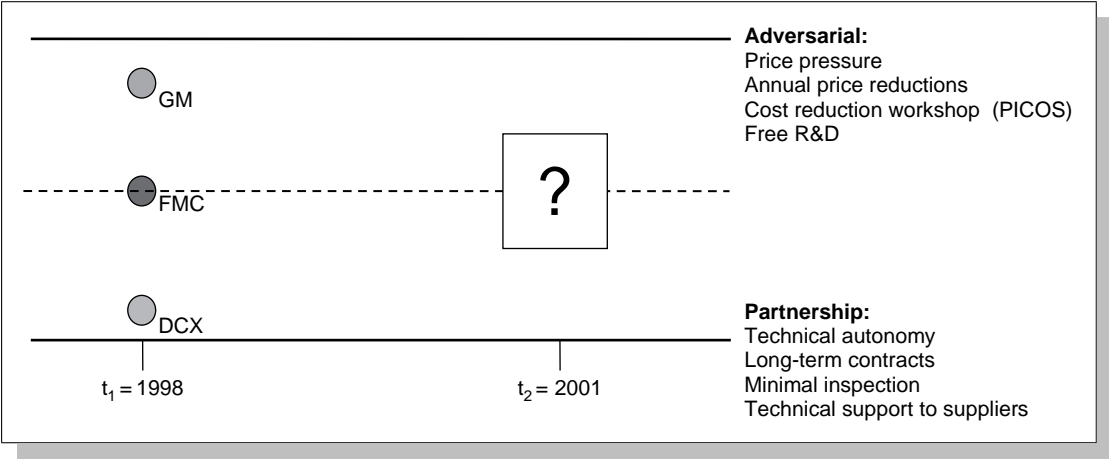 Adversarial:
Price pressure
Annual price reductions
Cost reduction workshop (PICOS)
Free R&D
GM
?
FMC
DCX
Partnership:
Technical autonomy
Long-term contracts
Minimal inspection
Technical support to suppliers
t1 = 1998
t2 = 2001